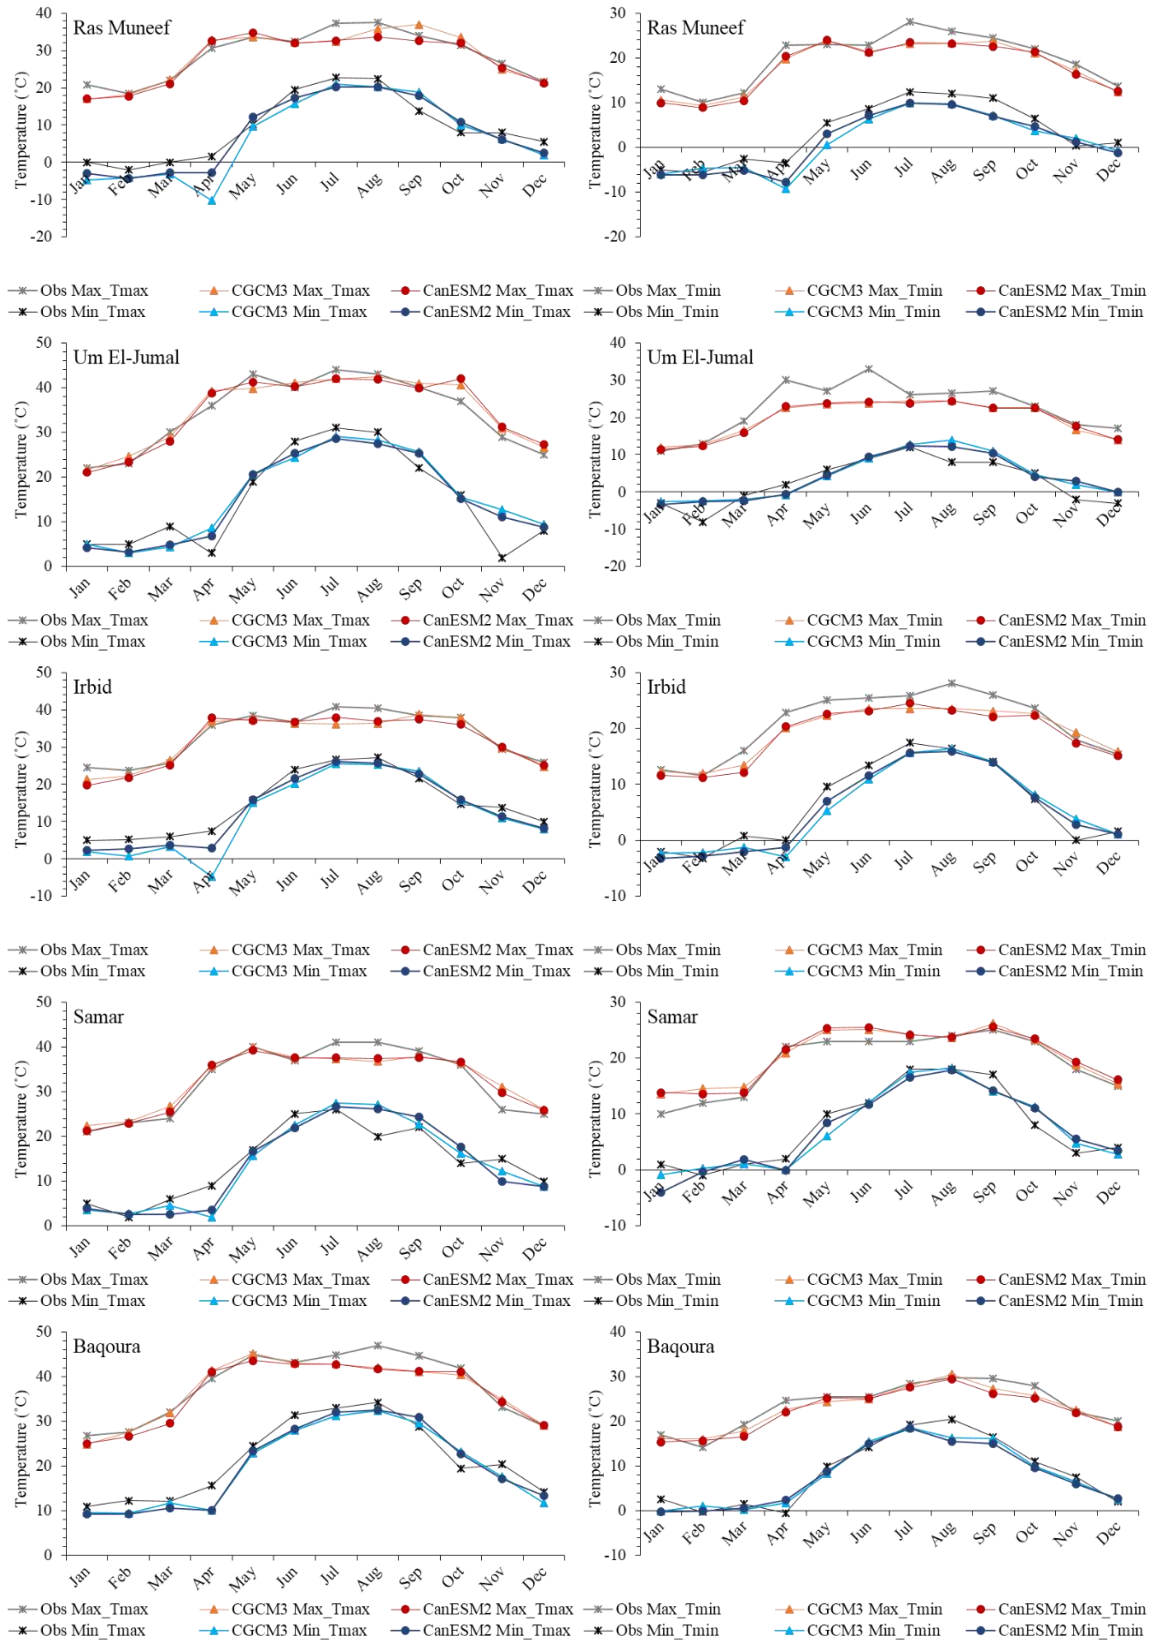 Ras Muneef
Temperature (˚C)
40
30
20
10
0
-10
-20
Jan Feb Mar Apr May Jun Jul Aug Sep Oct Nov Dec
Obs Max_Tmax CGCM3 Max_Tmax CanESM2 Max_Tmax
Obs Min_Tmax CGCM3 Min_Tmax CanESM2 Min_Tmax
Ras Muneef
Temperature (˚C)
30
20
10
0
-10
-20
Jan Feb Mar Apr May Jun Jul Aug Sep Oct Nov Dec
Obs Max_Tmin CGCM3 Max_Tmin CanESM2 Max_Tmin
Obs Min_Tmin CGCM3 Min_Tmin CanESM2 Min_Tmin
Um El-Jumal
Temperature (˚C)
50
40
30
20
10
0
Jan Feb Mar Apr May Jun Jul Aug Sep Oct Nov Dec
Obs Max_Tmax CGCM3 Max_Tmax CanESM2 Max_Tmax
Obs Min_Tmax CGCM3 Min_Tmax CanESM2 Min_Tmax
Um El-Jumal
Temperature (˚C)
40
30
20
10
0
-10
-20
Jan Feb Mar Apr May Jun Jul Aug Sep Oct Nov Dec
Obs Max_Tmin CGCM3 Max_Tmin CanESM2 Max_Tmin
Obs Min_Tmin CGCM3 Min_Tmin CanESM2 Min_Tmin
Irbid
Temperature (˚C)
50
40
30
20
10
0
-10
Jan Feb Mar Apr May Jun Jul Aug Sep Oct Nov Dec
Obs Max_Tmax CGCM3 Max_Tmax CanESM2 Max_Tmax
Obs Min_Tmax CGCM3 Min_Tmax CanESM2 Min_Tmax
Irbid
Temperature (˚C)
30
20
10
0
-10
Jan Feb Mar Apr May Jun Jul Aug Sep Oct Nov Dec
Obs Max_Tmin CGCM3 Max_Tmin CanESM2 Max_Tmin
Obs Min_Tmin CGCM3 Min_Tmin CanESM2 Min_Tmin
Samar
Temperature (˚C)
50
40
30
20
10
0
Jan Feb Mar Apr May Jun Jul Aug Sep Oct Nov Dec
Obs Max_Tmax CGCM3 Max_Tmax CanESM2 Max_Tmax
Obs Min_Tmax CGCM3 Min_Tmax CanESM2 Min_Tmax
Samar
Temperature (˚C)
30
20
10
0
-10
Jan Feb Mar Apr May Jun Jul Aug Sep Oct Nov Dec
Obs Max_Tmin CGCM3 Max_Tmin CanESM2 Max_Tmin
Obs Min_Tmin CGCM3 Min_Tmin CanESM2 Min_Tmin
Baqoura
Temperature (˚C)
50
40
30
20
10
0
Jan Feb Mar Apr May Jun Jul Aug Sep Oct Nov Dec
Obs Max_Tmax CGCM3 Max_Tmax CanESM2 Max_Tmax
Obs Min_Tmax CGCM3 Min_Tmax CanESM2 Min_Tmax
Baqoura
Temperature (˚C)
40
30
20
10
0
-10
Jan Feb Mar Apr May Jun Jul Aug Sep Oct Nov Dec
Obs Max_Tmin CGCM3 Max_Tmin CanESM2 Max_Tmin
Obs Min_Tmin CGCM3 Min_Tmin CanESM2 Min_Tmin